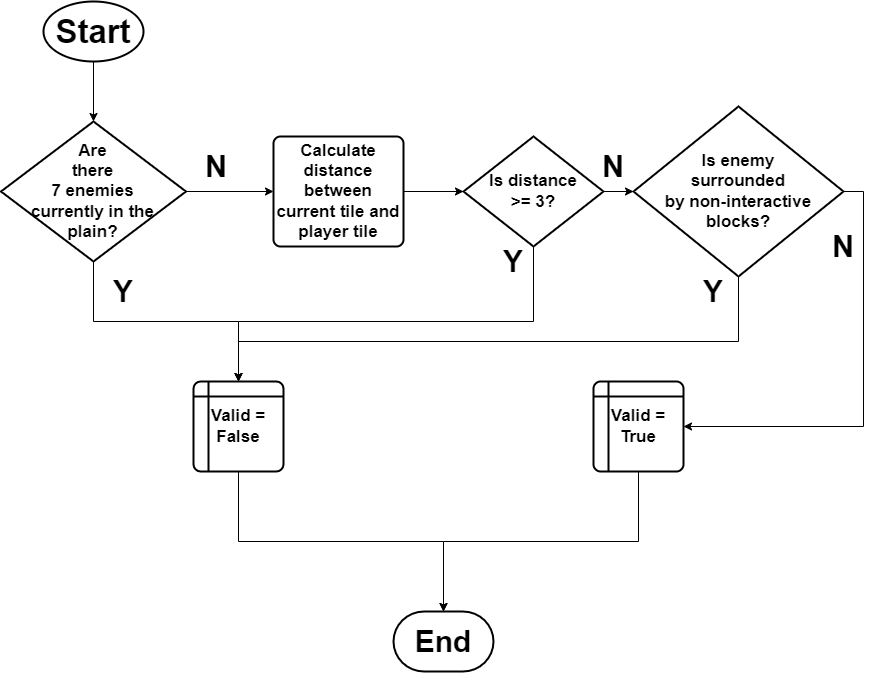 Start
Are
there
7 enemies
currently in the
plain?
N
Calculate
distance
between
current tile and
player tile
Is distance
>= 3?
N
Is enemy
surrounded
by non-interactive
blocks?
N
Y
Y
Y
Valid =
False
Valid =
True
End